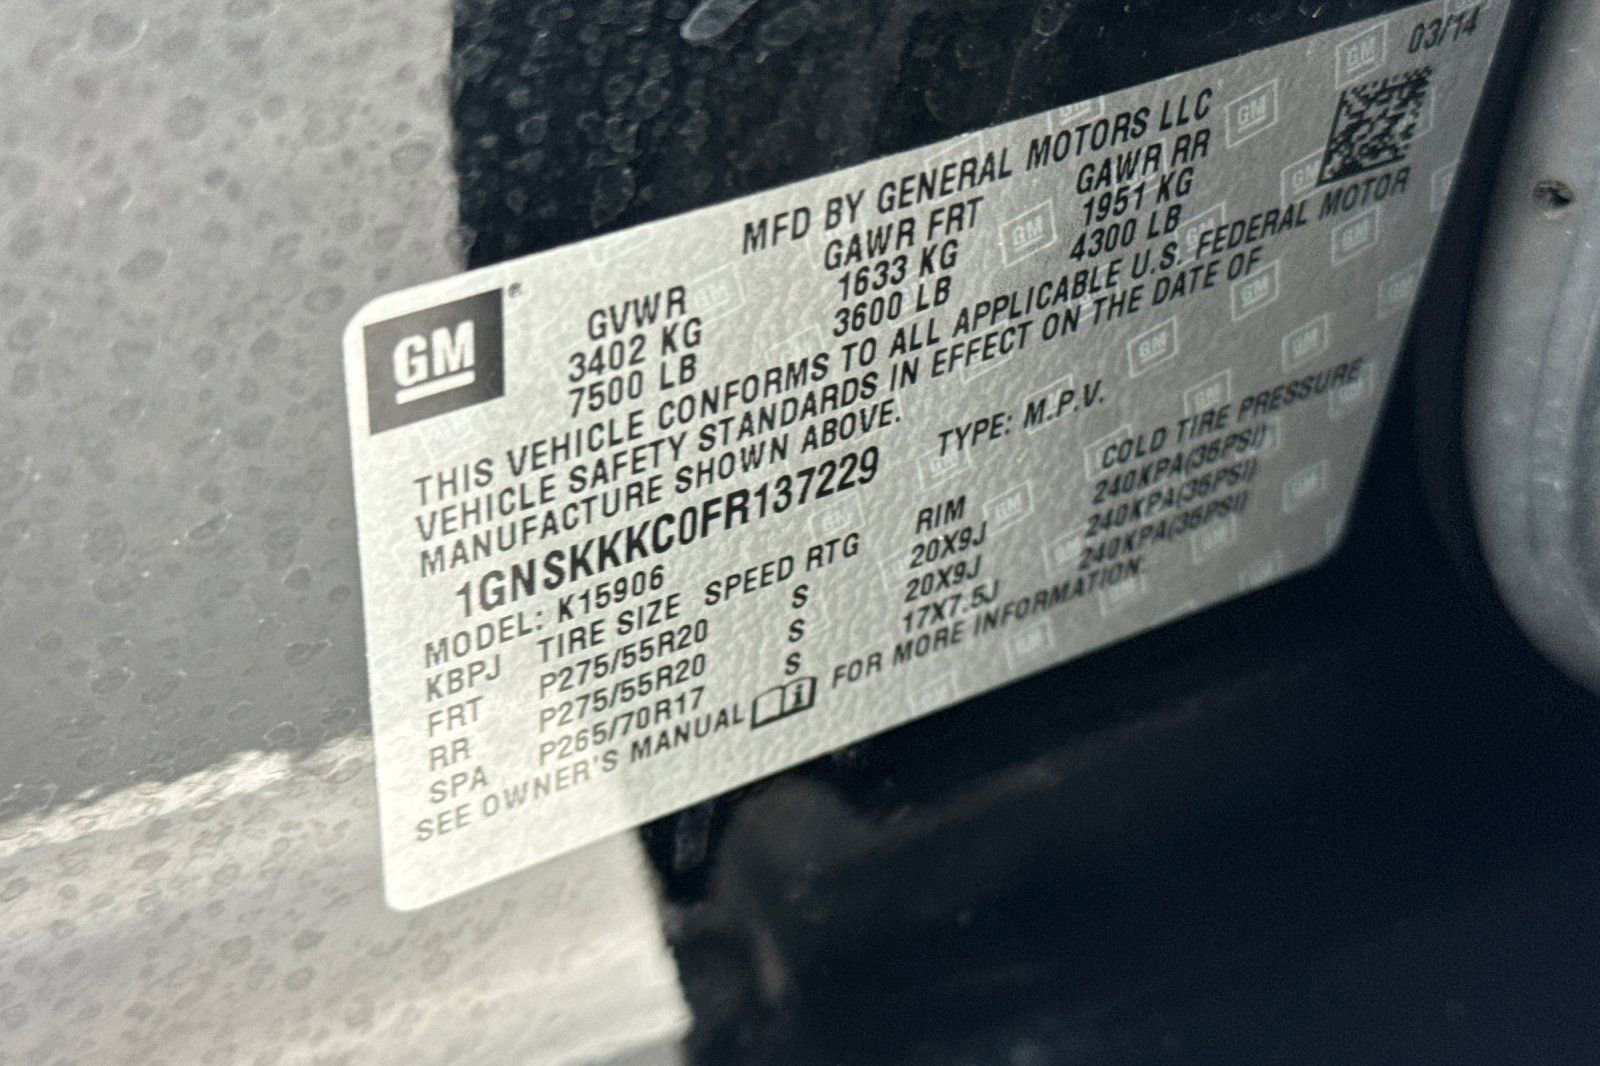 03/14
MFD BY GENERAL MOTORS LLC
GM®
GVWR GAWR FRT GAWR RR
3402 KG 1633 KG 1951 KG
7500 LB 3600 LB 4300 LB
THIS VEHICLE CONFORMS TO ALL APPLICABLE U.S. FEDERAL MOTOR
VEHICLE SAFETY STANDARDS IN EFFECT ON THE DATE OF
MANUFACTURE SHOWN ABOVE.
1GNSKKKC0FR137229 TYPE: M.P.V.
MODEL: K15906
KBPJ TIRE SIZE SPEED RTG RIM COLD TIRE PRESSURE
FRT P275/55R20 S 20X9J 240KPA(35PSI)
RR P275/55R20 S 20X9J 240KPA(35PSI)
SPA P265/70R17 S 17X7.5J 240KPA(35PSI)
SEE OWNER'S MANUAL FOR MORE INFORMATION.